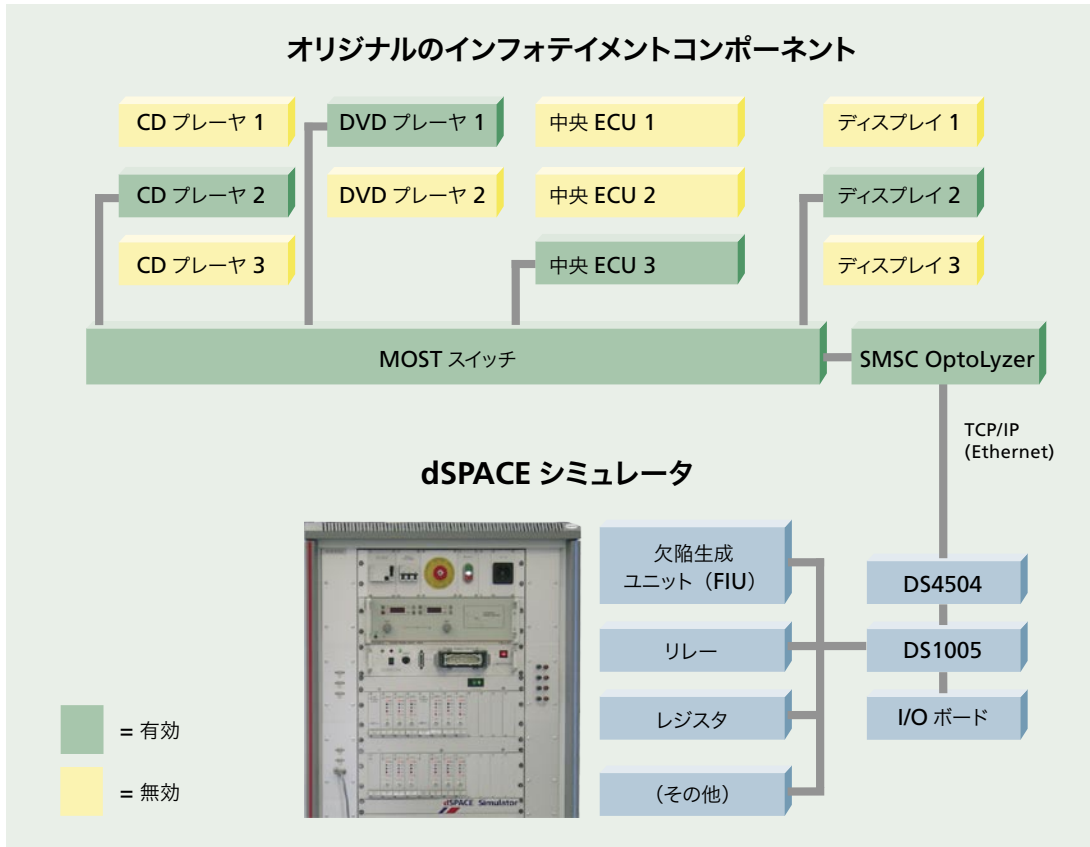 オリジナルのインフォテイメントコンポーネント
CD プレーヤ 1
DVD プレーヤ 1
中央 ECU 1
ディスプレイ 1
CD プレーヤ 2
DVD プレーヤ 2
中央 ECU 2
ディスプレイ 2
CD プレーヤ 3
中央 ECU 3
ディスプレイ 3
MOST スイッチ
SMSC OptoLyzer
TCP/IP
(Ethernet)
dSPACE シミュレータ
欠陥生成
ユニット（FIU）
リレー
レジスタ
（その他）
DS4504
DS1005
I/O ボード
= 有効
= 無効
dSPACE Simulator